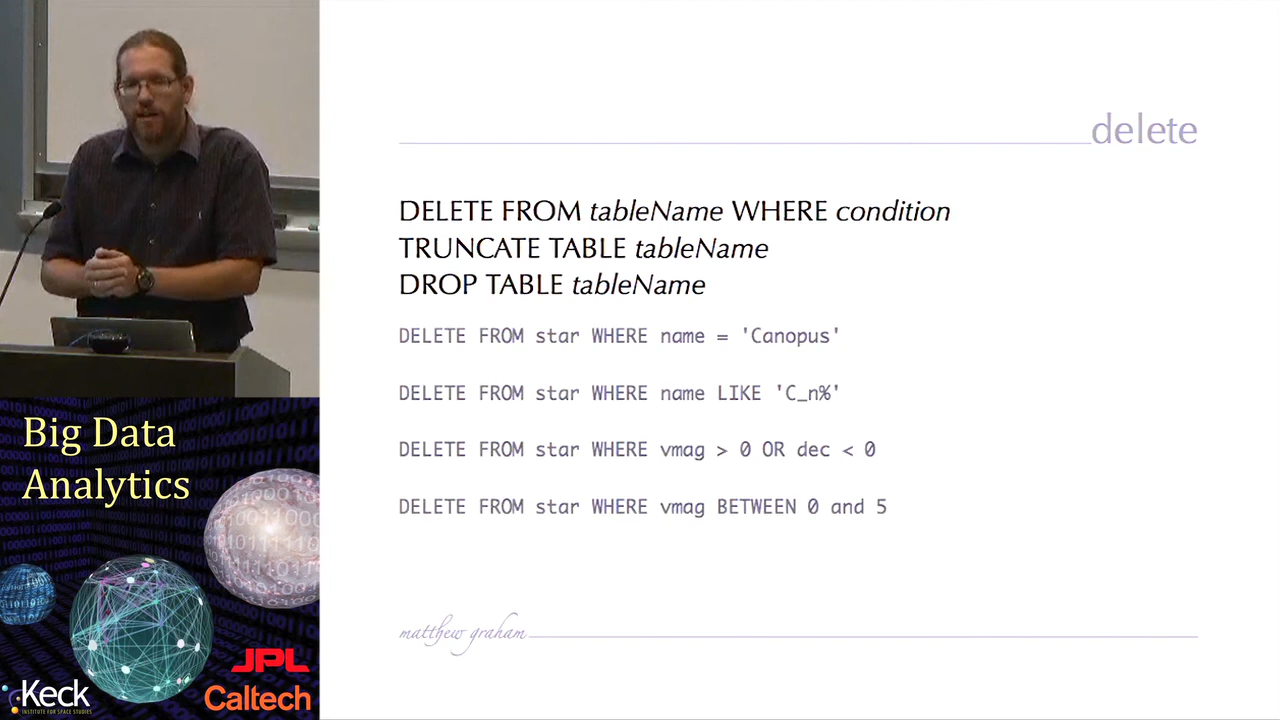 delete
DELETE FROM tableName WHERE condition
TRUNCATE TABLE tableName
DROP TABLE tableName
DELETE FROM star WHERE name = 'Canopus'
DELETE FROM star WHERE name LIKE 'C_n%'
DELETE FROM star WHERE vmag > 0 OR dec < 0
DELETE FROM star WHERE vmag BETWEEN 0 and 5
matthew graham
Big Data
Analytics
JPL
Keck
INSTITUTE FOR SPACE STUDIES
Caltech